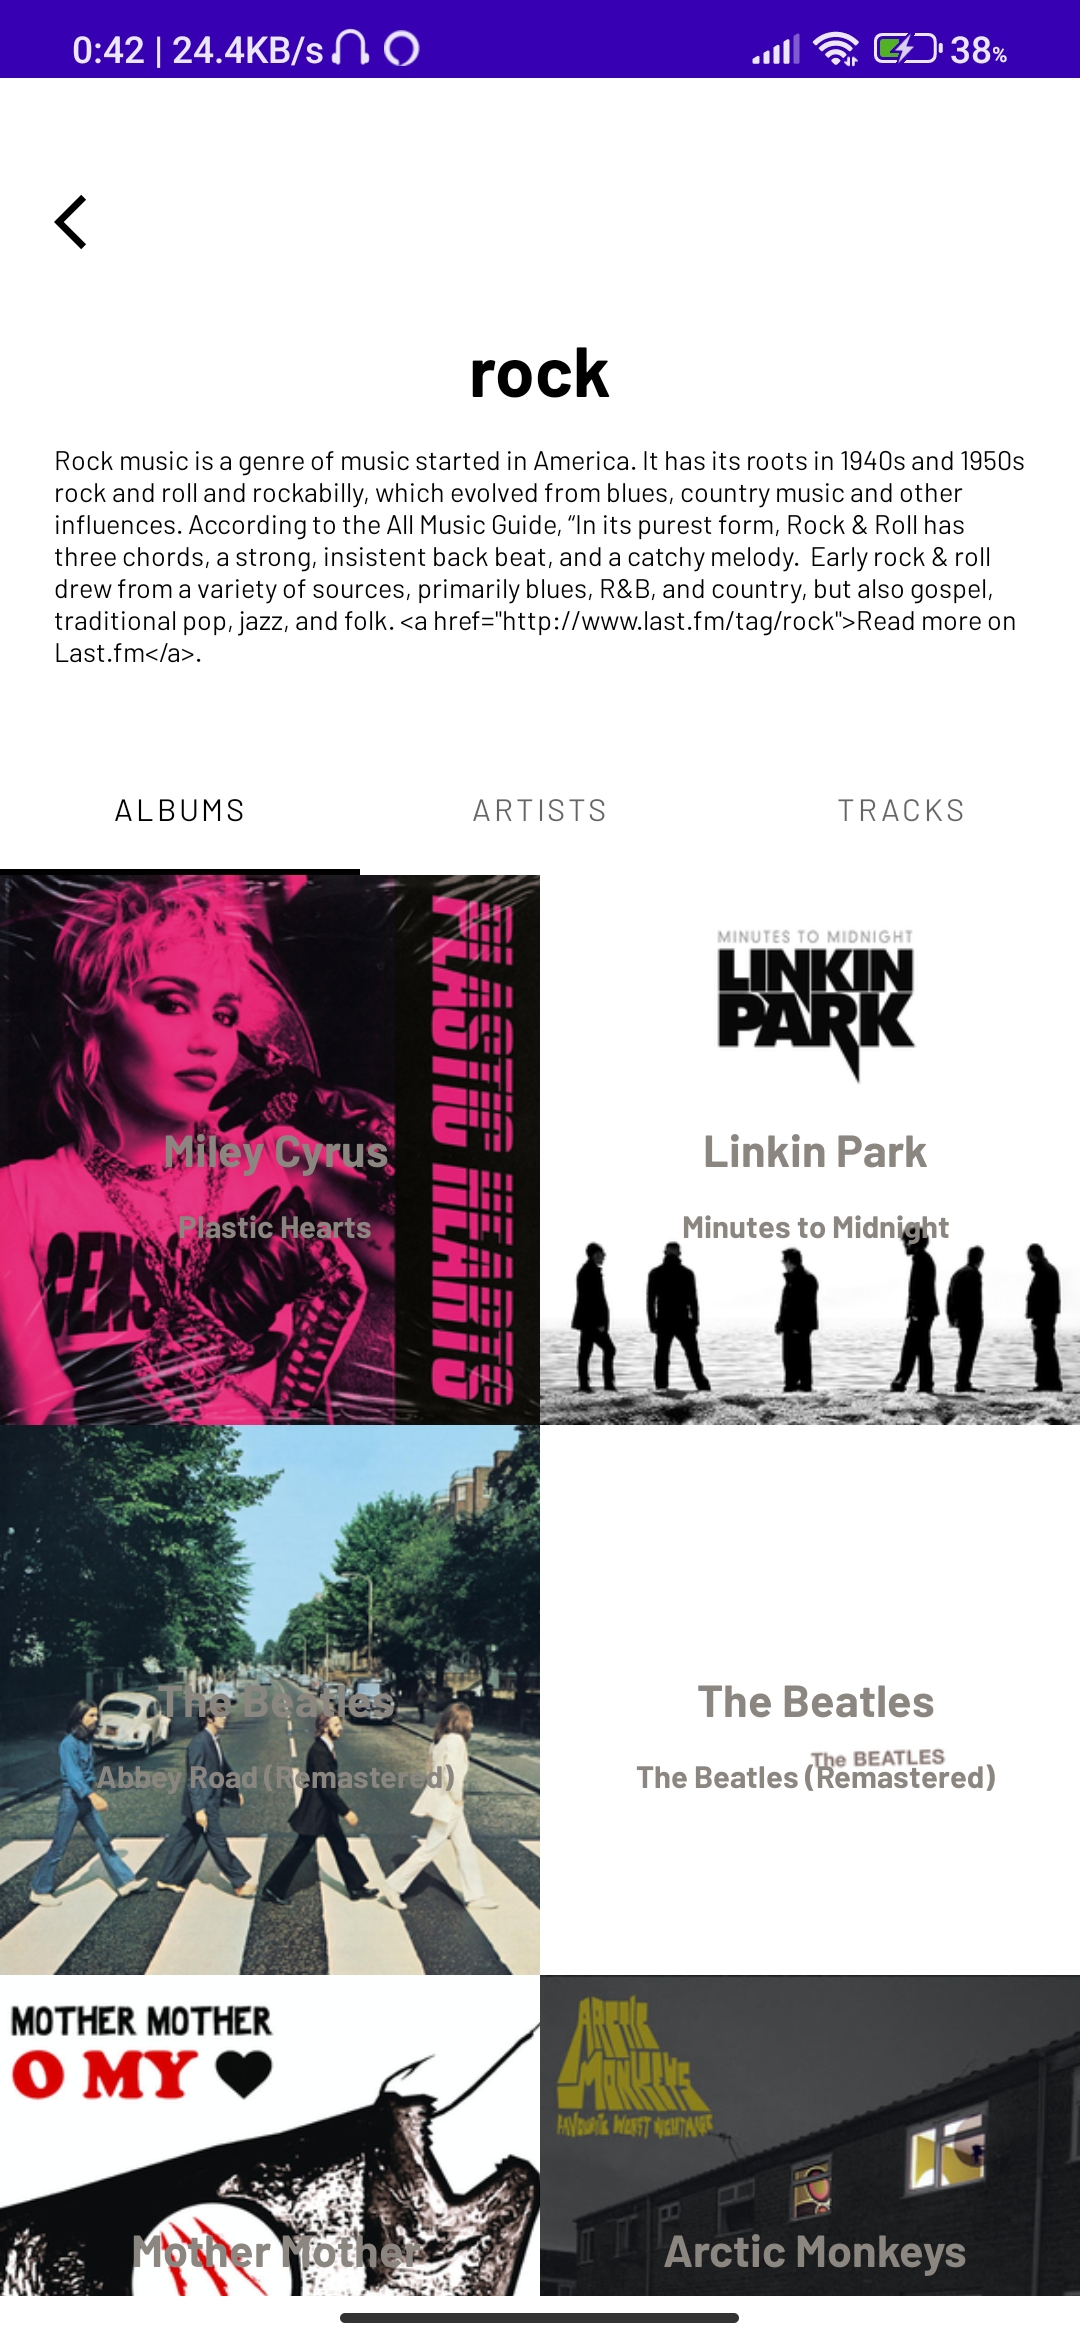 0:42 | 24.4KB/s
38%
rock
Rock music is a genre of music started in America. It has its roots in 1940s and 1950s
rock and roll and rockabilly, which evolved from blues, country music and other
influences. According to the All Music Guide, “In its purest form, Rock & Roll has
three chords, a strong, insistent back beat, and a catchy melody.  Early rock & roll
drew from a variety of sources, primarily blues, R&B, and country, but also gospel,
traditional pop, jazz, and folk. <a href="http://www.last.fm/tag/rock">Read more on
Last.fm</a>.
ALBUMS
ARTISTS
TRACKS
PLASTIC HEARTS
CENS
Miley Cyrus
Plastic Hearts
MINUTES TO MIDNIGHT
LINKIN
PARK
Linkin Park
Minutes to Midnight
The Beatles
Abbey Road (Remastered)
The Beatles
The BEATLES
The Beatles (Remastered)
MOTHER MOTHER
O MY
Mother Mother
ARCTIC
MONKEYS
FAVOURITE WORST NIGHTMARE
Arctic Monkeys